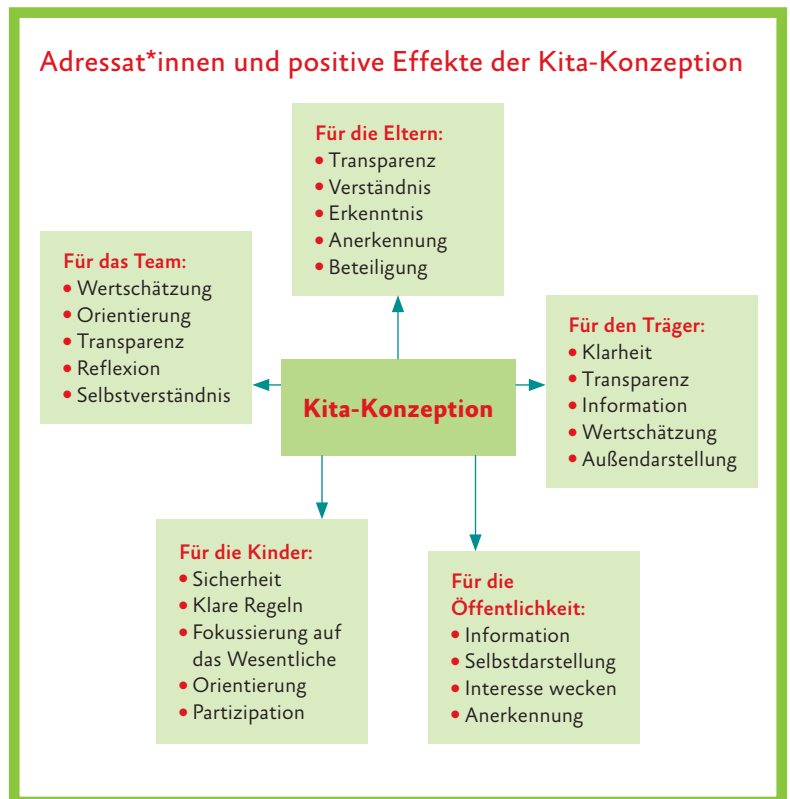 Adressat*innen und positive Effekte der Kita-Konzeption
Für die Eltern:
• Transparenz
• Verständnis
• Erkenntnis
• Anerkennung
• Beteiligung
Für das Team:
• Wertschätzung
• Orientierung
• Transparenz
• Reflexion
• Selbstverständnis
Für den Träger:
• Klarheit
• Transparenz
• Information
• Wertschätzung
• Außendarstellung
Kita-Konzeption
Für die Kinder:
• Sicherheit
• Klare Regeln
• Fokussierung auf
das Wesentliche
• Orientierung
• Partizipation
Für die
Öffentlichkeit:
• Information
• Selbstdarstellung
• Interesse wecken
• Anerkennung